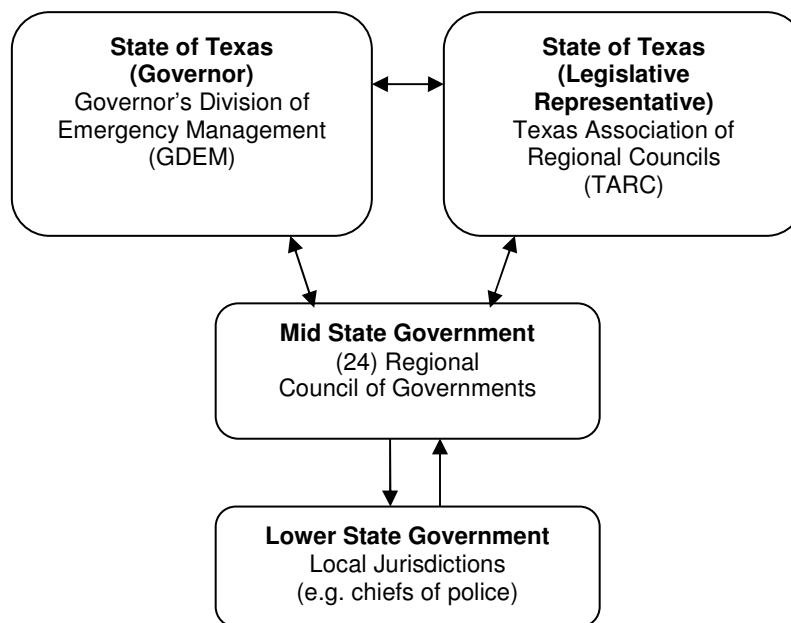 State of Texas
(Governor)
Governor's Division of
Emergency Management
(GDEM)
State of Texas
(Legislative
Representative)
Texas Association of
Regional Councils
(TARC)
Mid State Government
(24) Regional
Council of Governments
Lower State Government
Local Jurisdictions
(e.g. chiefs of police)